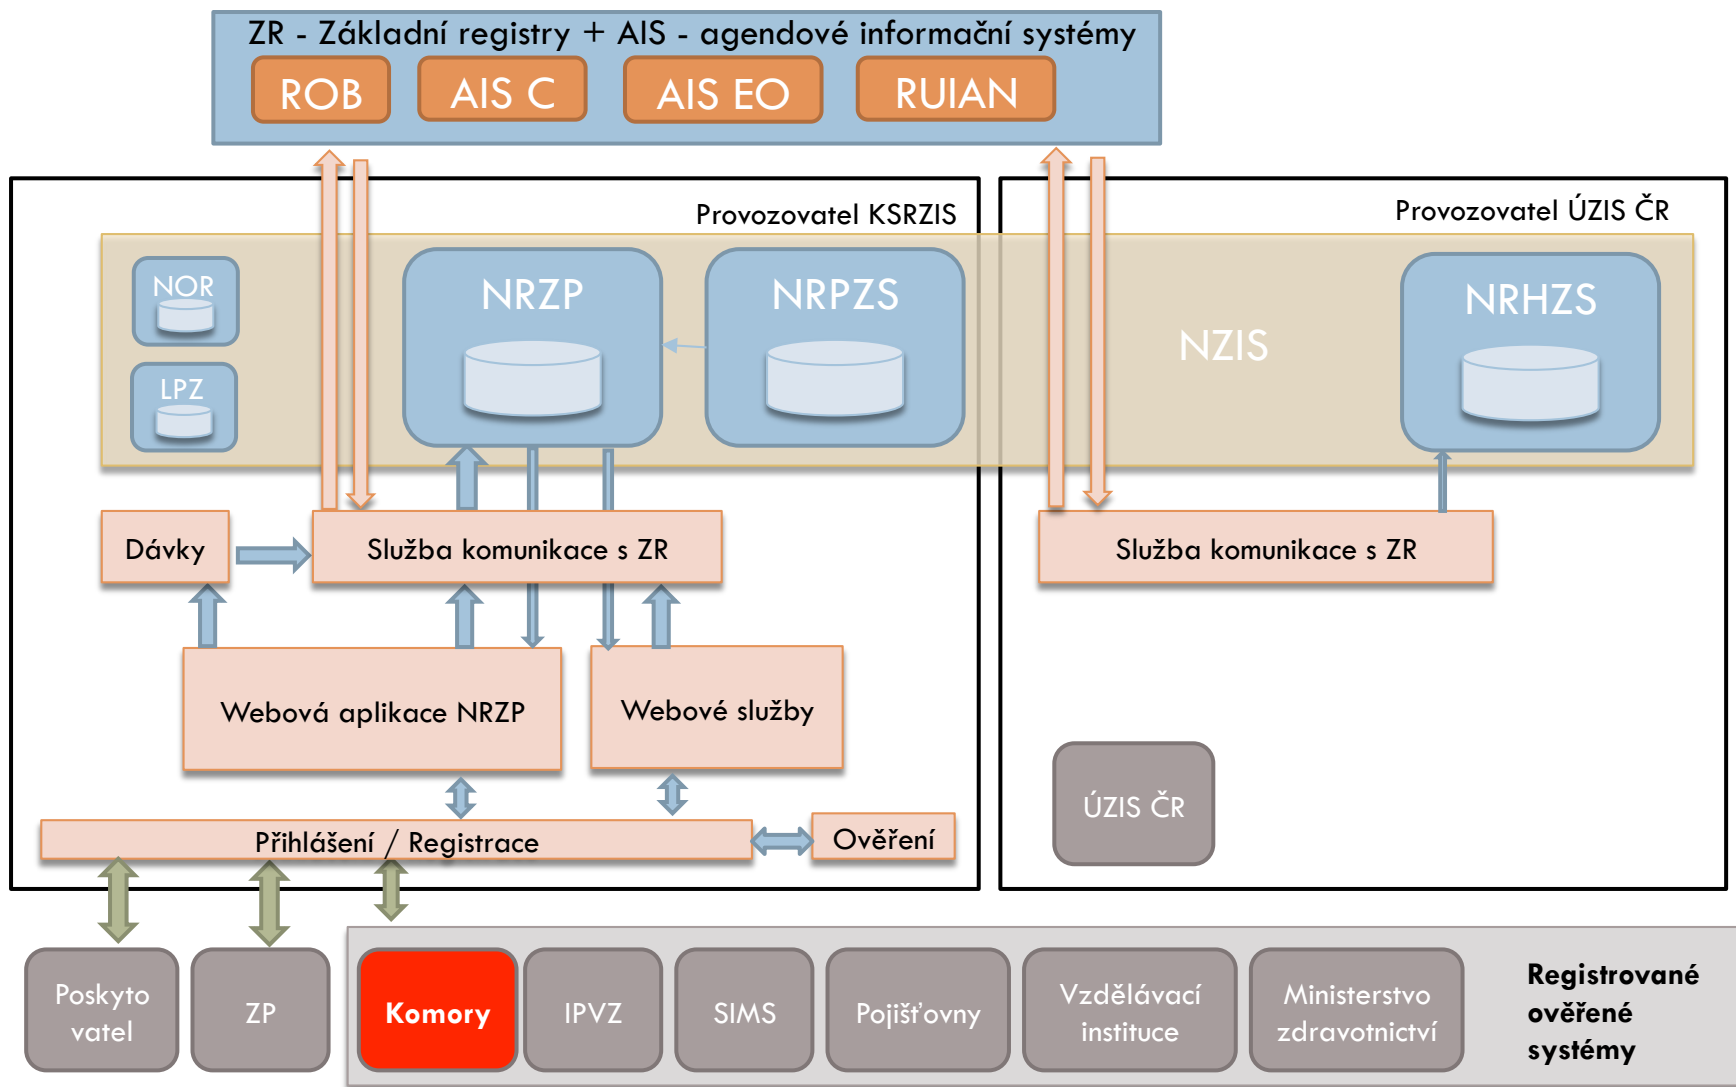 ZR - Základní registry + AIS - agendové informační systémy
ROB
AIS C
AIS EO
RUIAN
Provozovatel KSRZIS
Provozovatel ÚZIS ČR
NOR
NRZP
NRPZS
NZIS
NRHZS
LPZ
Dávky
Služba komunikace s ZR
Služba komunikace s ZR
Webová aplikace NRZP
Webové služby
ÚZIS ČR
Přihlášení / Registrace
Ověření
Poskyto
vatel
ZP
Komory
IPVZ
SIMS
Pojišťovny
Vzdělávací
instituce
Ministerstvo
zdravotnictví
Registrované
ověřené
systémy